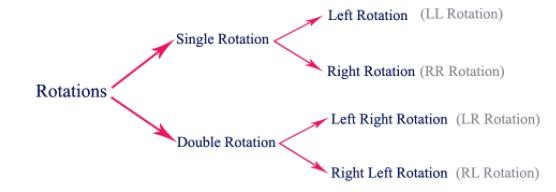 Rotations
Single Rotation
Left Rotation (LL Rotation)
Right Rotation (RR Rotation)
Double Rotation
Left Right Rotation (LR Rotation)
Right Left Rotation (RL Rotation)